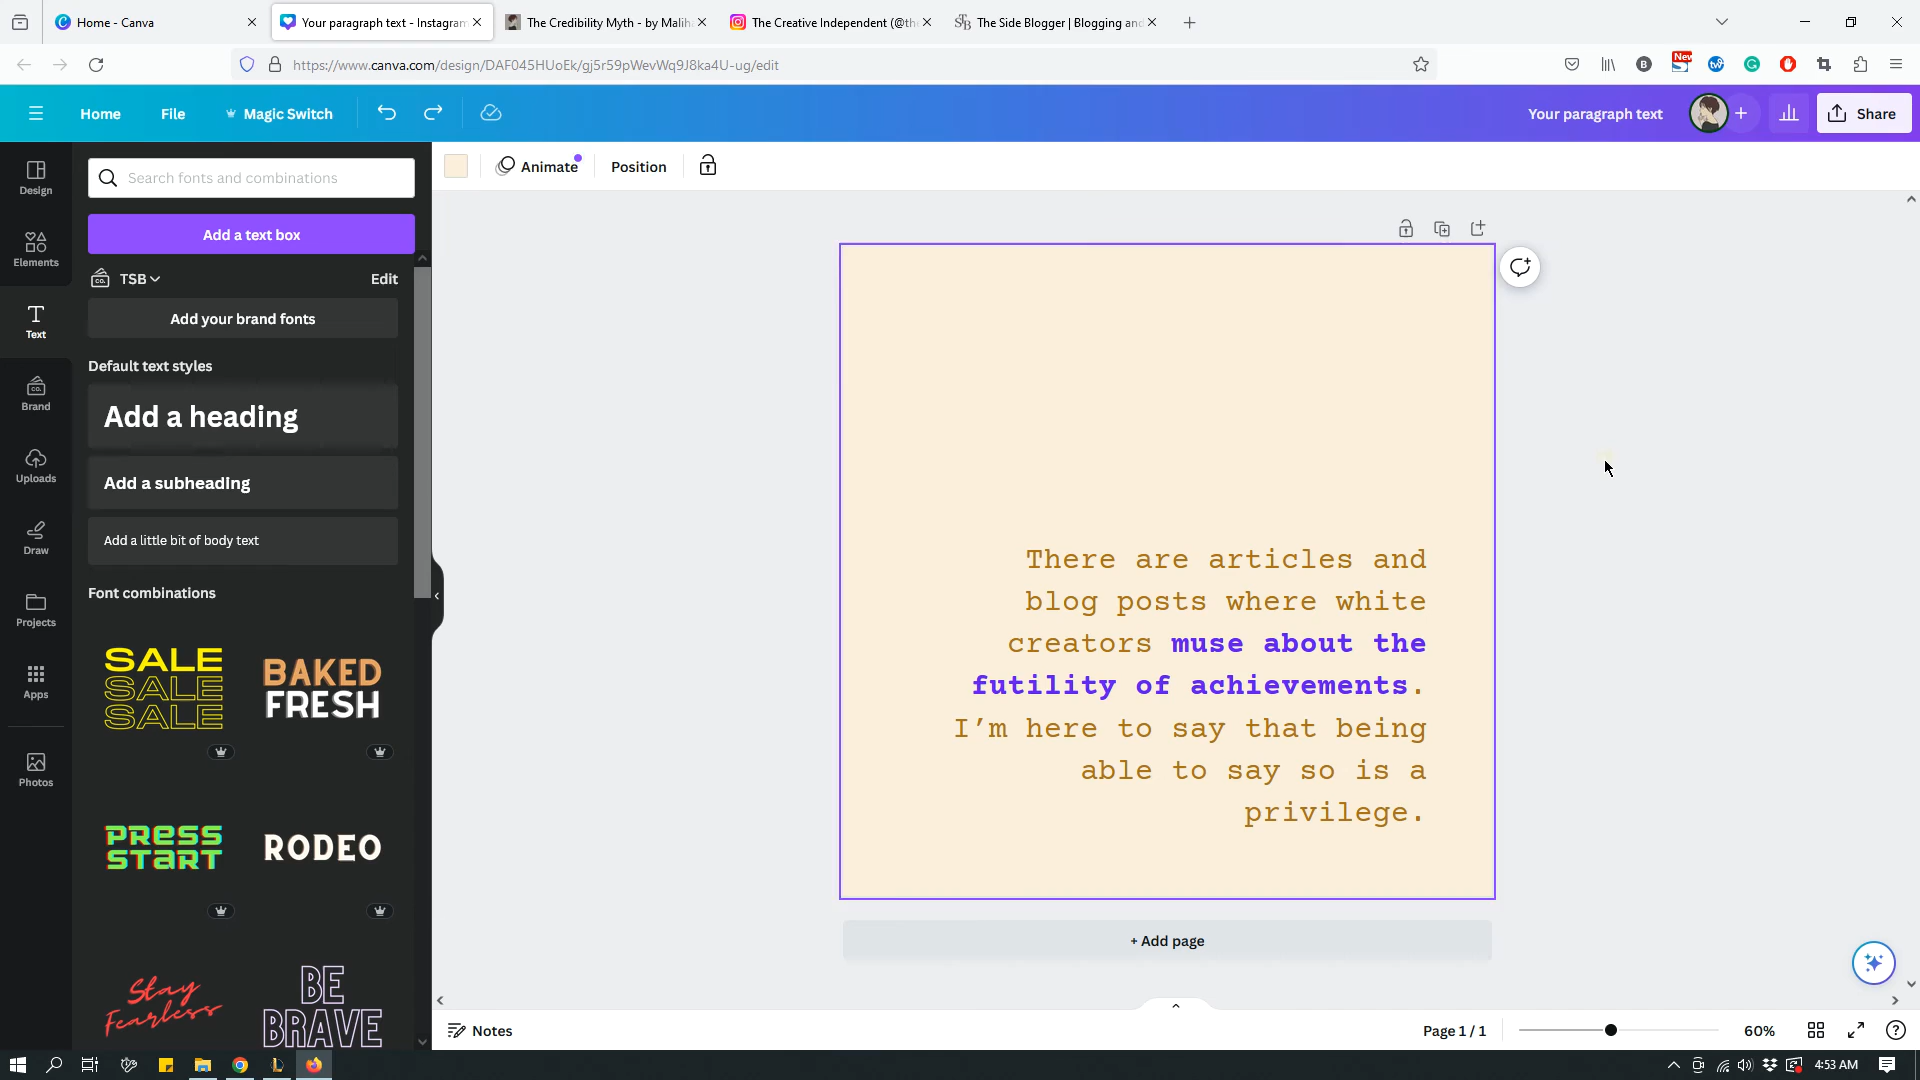 Home - Canva
Your paragraph text - Instagram
The Credibility Myth - by Malih
The Creative Independent (@th
The Side Blogger | Blogging and
https://www.canva.com/design/DAF045HUoEk/gj5r59pWevWq9J8ka4U-ug/edit
New
Home
File
Magic Switch
Your paragraph text
Share
Design
Elements
Text
Brand
Uploads
Draw
Projects
Apps
Photos
Search fonts and combinations
Add a text box
TSB
Edit
Add your brand fonts
Default text styles
Add a heading
Add a subheading
Add a little bit of body text
Font combinations
SALE
SALE
SALE
BAKED
FRESH
PRESS
START
RODEO
Stay
Fearless
BE
BRAVE
Animate
Position
There are articles and
blog posts where white
creators muse about the
futility of achievements.
I’m here to say that being
able to say so is a
privilege.
+ Add page
Notes
Page 1 / 1
60%
4:53 AM